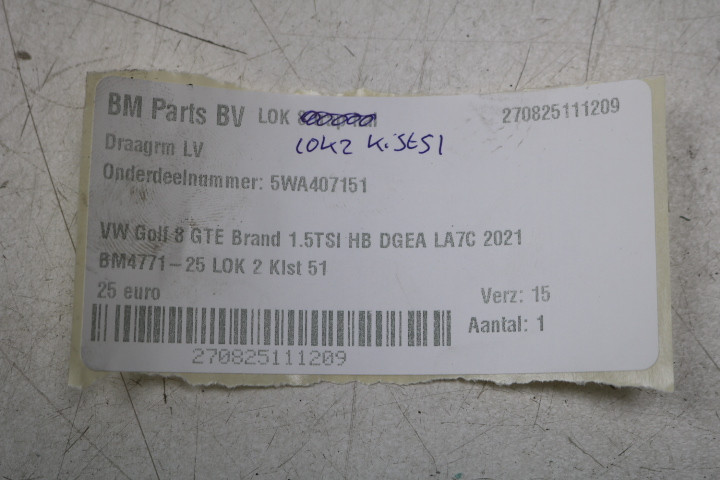 BM Parts BV LOK 270825111209
LOK2 KiSt51
Draagrm LV
Onderdeelnummer: 5WA407151
VW Golf 8 GTE Brand 1.5TSI HB DGEA LA7C 2021
BM4771-25 LOK 2 KIst 51
25 euro Verz: 15
Aantal: 1
270825111209